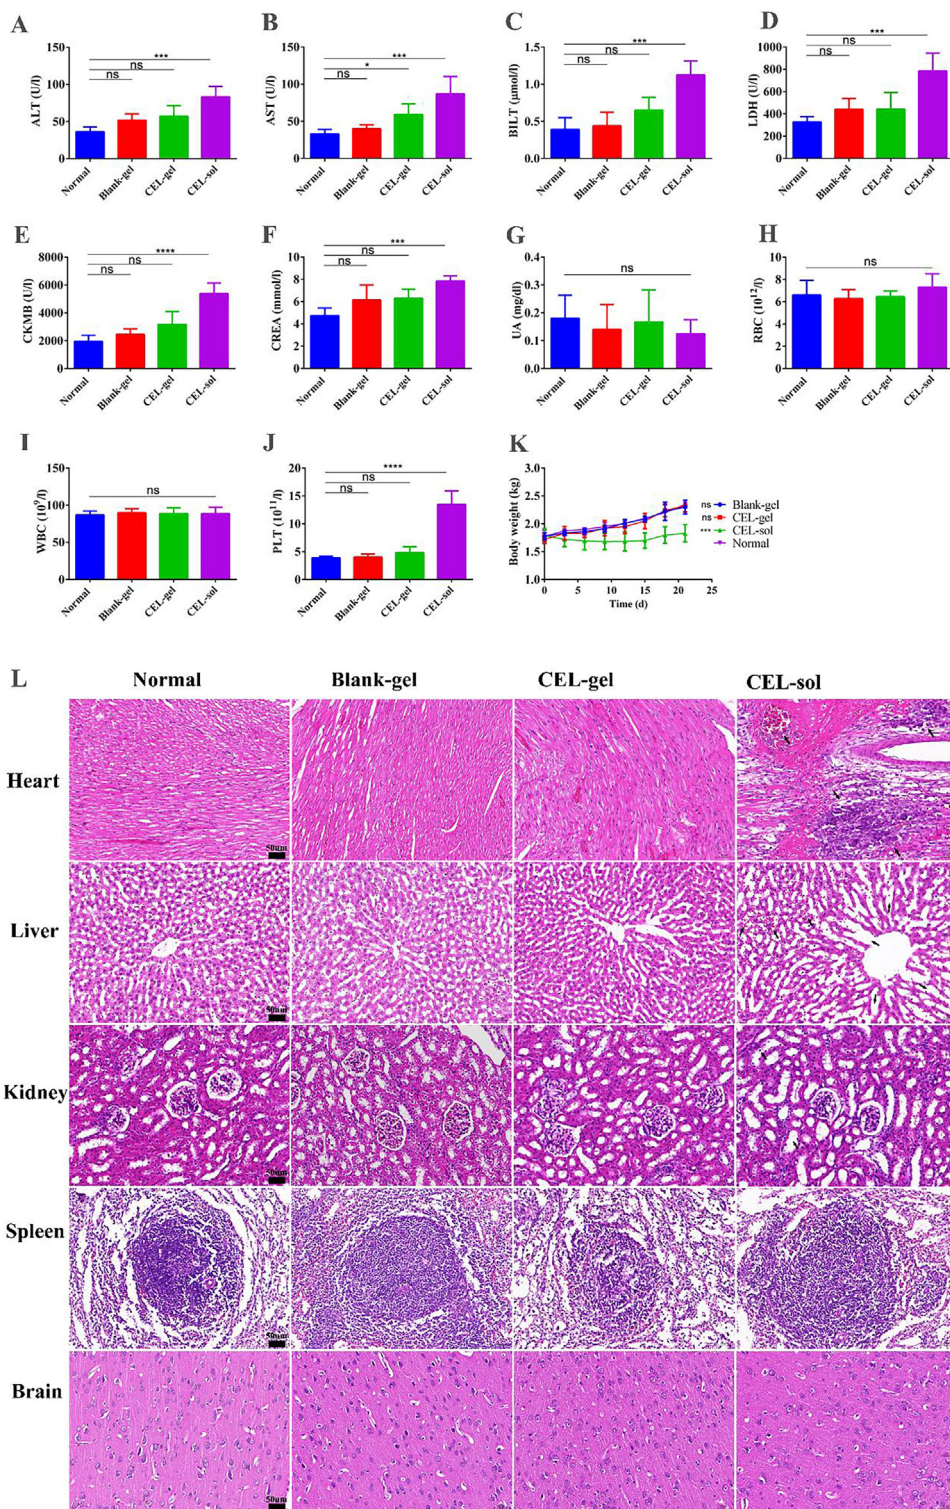 A
ALT (U/l)
150
100
50
0
ns
ns
***
Normal
Blank-gel
CEL-gel
CEL-sol
B
AST (U/l)
150
100
50
0
ns
*
***
Normal
Blank-gel
CEL-gel
CEL-sol
C
BILT (μmol/l)
1.5
1.0
0.5
0.0
ns
ns
***
Normal
Blank-gel
CEL-gel
CEL-sol
D
LDH (U/l)
1000
800
600
400
200
0
ns
ns
***
Normal
Blank-gel
CEL-gel
CEL-sol
E
CKMB (U/l)
8000
6000
4000
2000
0
ns
ns
****
Normal
Blank-gel
CEL-gel
CEL-sol
F
CREA (mmol/l)
10
8
6
4
2
0
ns
ns
***
Normal
Blank-gel
CEL-gel
CEL-sol
G
UA (mg/dl)
0.4
0.3
0.2
0.1
0.0
ns
Normal
Blank-gel
CEL-gel
CEL-sol
H
RBC (10¹²/l)
10
8
6
4
2
0
ns
Normal
Blank-gel
CEL-gel
CEL-sol
I
WBC (10⁹/l)
150
100
50
0
ns
Normal
Blank-gel
CEL-gel
CEL-sol
J
PLT (10¹¹/l)
20
15
10
5
0
ns
ns
****
Normal
Blank-gel
CEL-gel
CEL-sol
K
Body weight (kg)
3.0
2.5
2.0
1.5
1.0
0 5 10 15 20 25
Time (d)
ns Blank-gel
ns CEL-gel
*** CEL-sol
Normal
L
Normal Blank-gel CEL-gel CEL-sol
Heart
50um
Liver
50um
Kidney
50um
Spleen
50um
Brain
50um